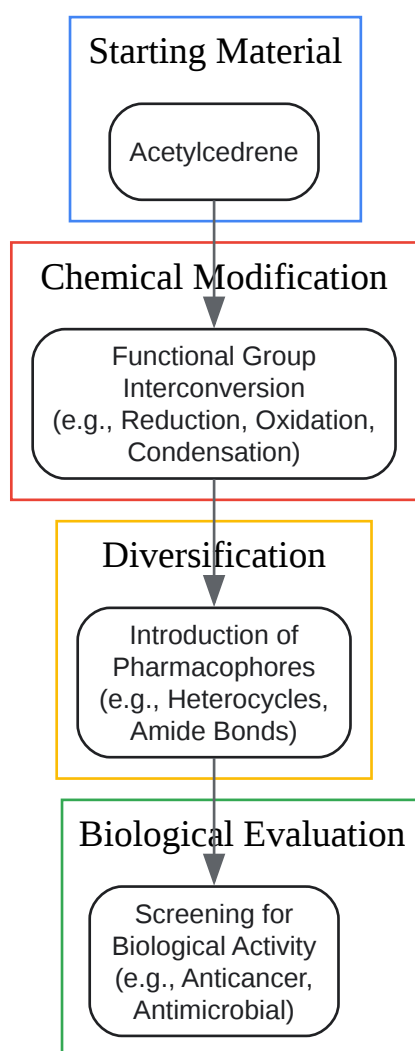 Starting Material
Acetylcedrene
Chemical Modification
Functional Group
Interconversion
(e.g., Reduction, Oxidation,
Condensation)
Diversification
Introduction of
Pharmacophores
(e.g., Heterocycles,
Amide Bonds)
Biological Evaluation
Screening for
Biological Activity
(e.g., Anticancer,
Antimicrobial)